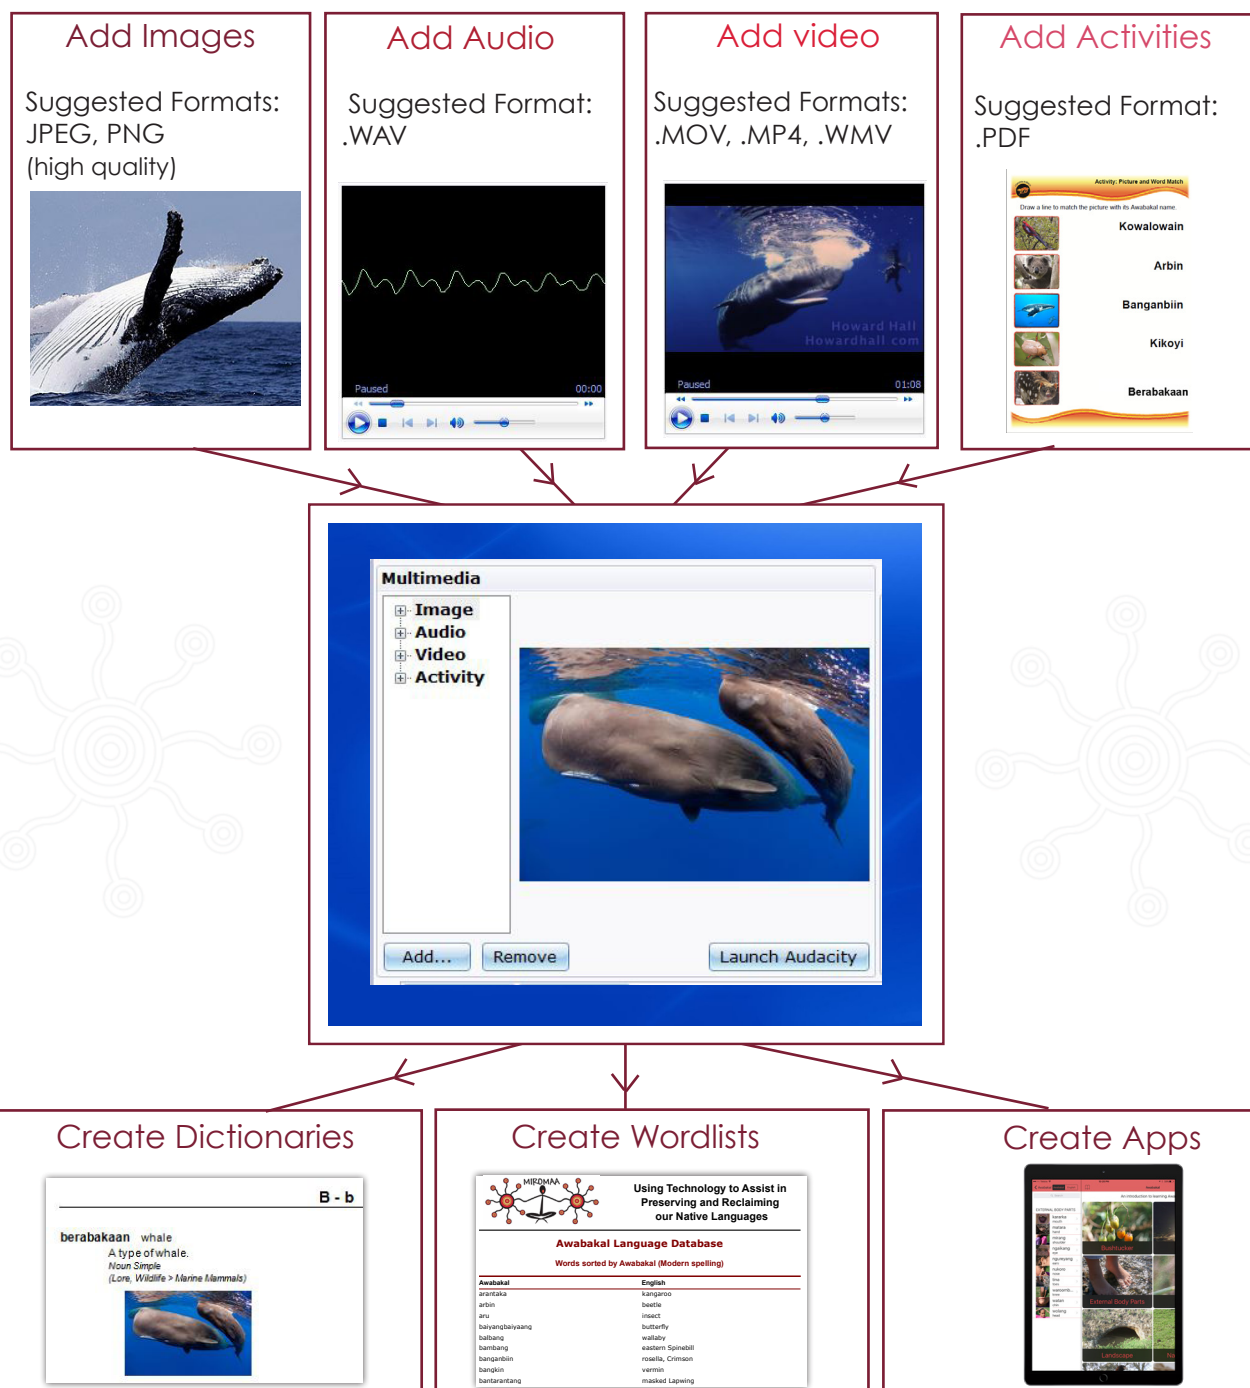 Add Images
Suggested Formats:
JPEG, PNG
(high quality)
Add Audio
Suggested Format:
.WAV
Paused
00:00
Add video
Suggested Formats:
.MOV, .MP4, .WMV
Howard Hall
Howardhall com
Paused
01:08
Add Activities
Suggested Format:
.PDF
Activity: Picture and Word Match
Draw a line to match the picture with its Awabakal name.
Kowalowain
Arbin
Banganbiin
Kikoyi
Berabakaan
Multimedia
Image
Audio
Video
Activity
Add...
Remove
Launch Audacity
Create Dictionaries
B - b
berabakaan whale
A type of whale.
Noun Simple
(Lore, Wildlife > Marine Mammals)
Create Wordlists
MIROMAA
Using Technology to Assist in
Preserving and Reclaiming
our Native Languages
Awabakal Language Database
Words sorted by Awabakal (Modern spelling)
Awabakal English
arantaka kangaroo
arbin beetle
aru insect
baiyangbaiyaang butterfly
balbang wallaby
bambang eastern Spinebill
banganbiin rosella, Crimson
bangkin vermin
bantarantang masked Lapwing
Create Apps
EXTERNAL BODY PARTS
Bushtucker
External Body Parts
Landscape